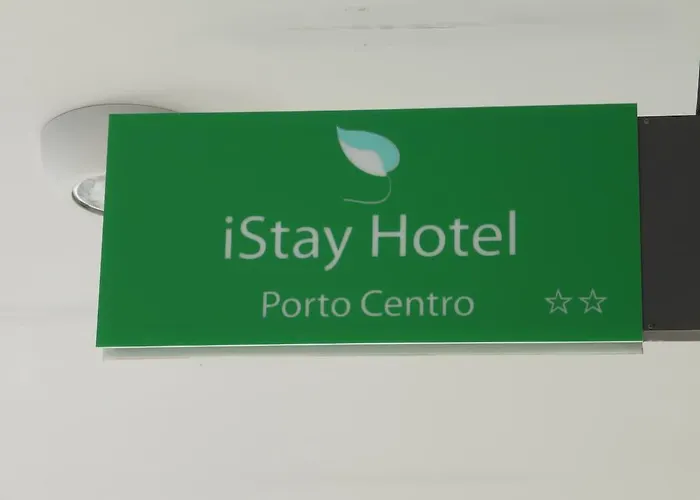 iStay Hotel
Porto Centro ☆☆